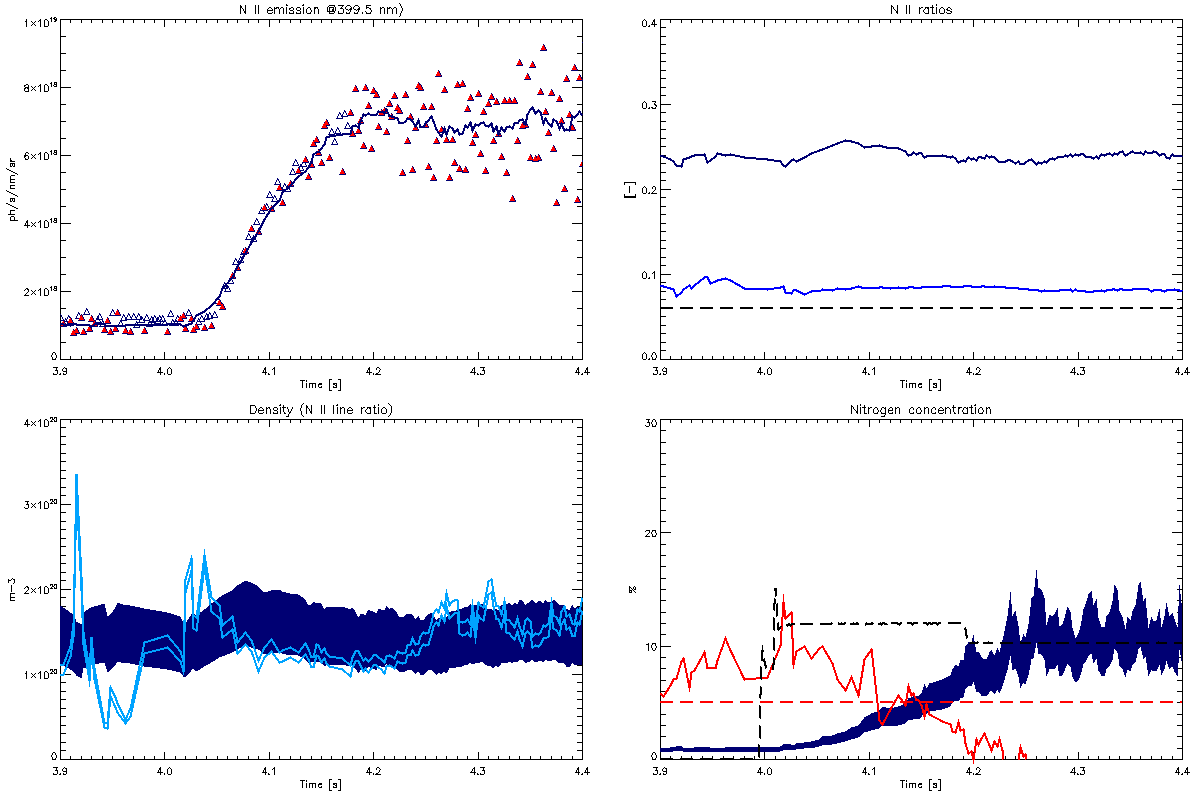 N II emission @399.5 nm)
1×10¹⁹
8×10¹⁸
6×10¹⁸
4×10¹⁸
2×10¹⁸
0
ph/s/nm/sr
3.9 4.0 4.1 4.2 4.3 4.4
Time [s]
N II ratios
0.4
0.3
0.2
0.1
0.0
[-]
3.9 4.0 4.1 4.2 4.3 4.4
Time [s]
Density (N II line ratio)
4×10²⁰
3×10²⁰
2×10²⁰
1×10²⁰
0
m-3
3.9 4.0 4.1 4.2 4.3 4.4
Time [s]
Nitrogen concentration
30
20
10
0
%
3.9 4.0 4.1 4.2 4.3 4.4
Time [s]